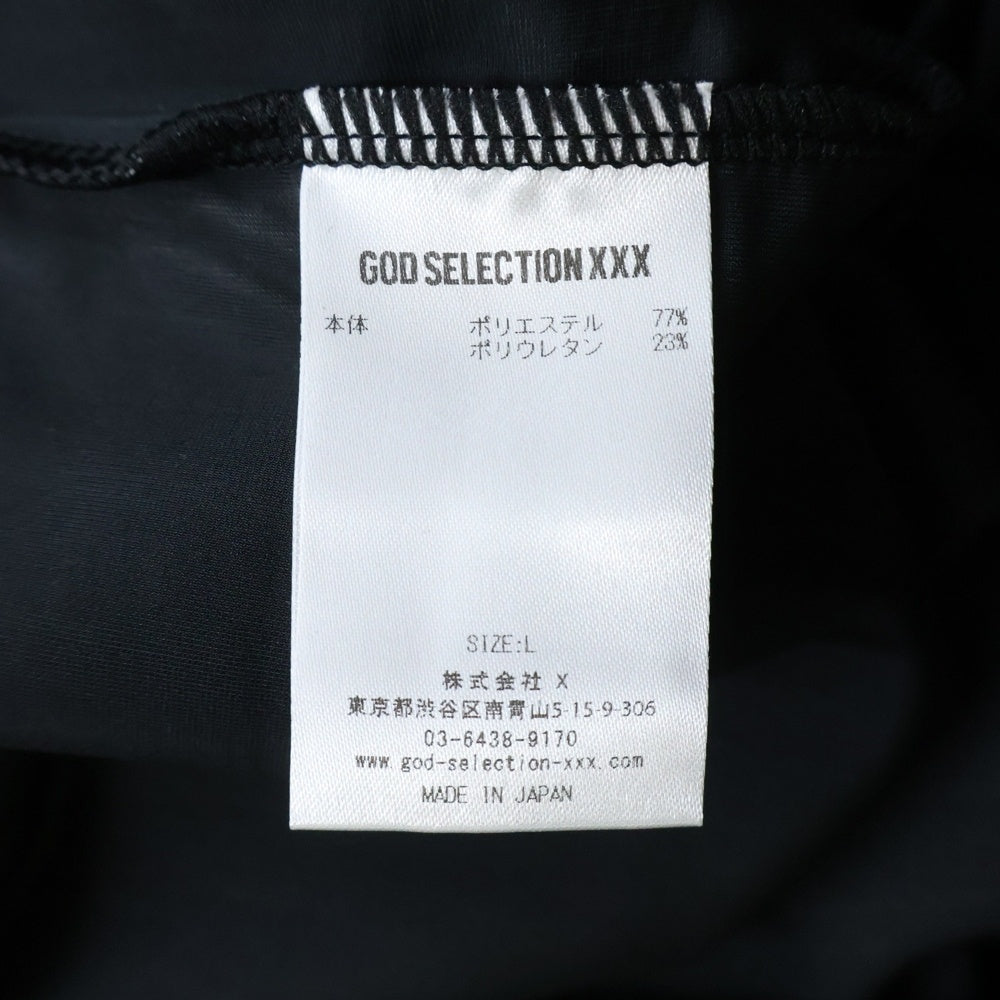 GOD SELECTION XXX
本体 ポリエステル 77%
ポリウレタン 23%
SIZE:L
株式会社 X
東京都渋谷区南青山5-15-9-306
03-6438-9170
www.god-selection-xxx.com
MADE IN JAPAN